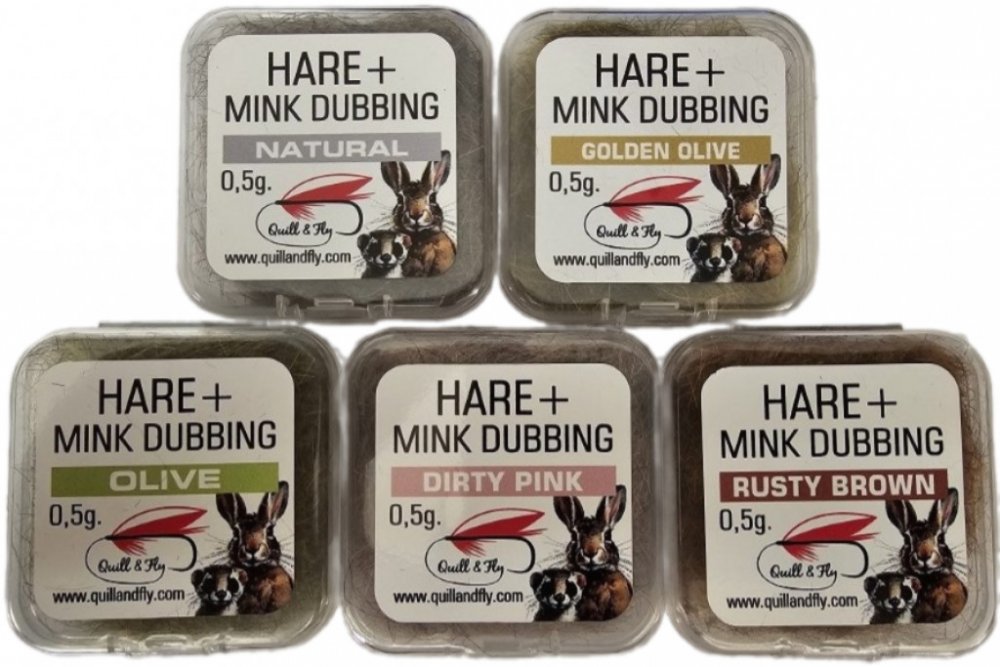 HARE+
MINK DUBBING
NATURAL
0,5g.
Quill & Fly
www.quillandfly.com
HARE+
MINK DUBBING
GOLDEN OLIVE
0,5g.
Quill & Fly
www.quillandfly.com
HARE+
MINK DUBBING
OLIVE
0,5g.
Quill & Fly
www.quillandfly.com
HARE+
MINK DUBBING
DIRTY PINK
0,5g.
Quill & Fly
www.quillandfly.com
HARE+
MINK DUBBING
RUSTY BROWN
0,5g.
Quill & Fly
www.quillandfly.com